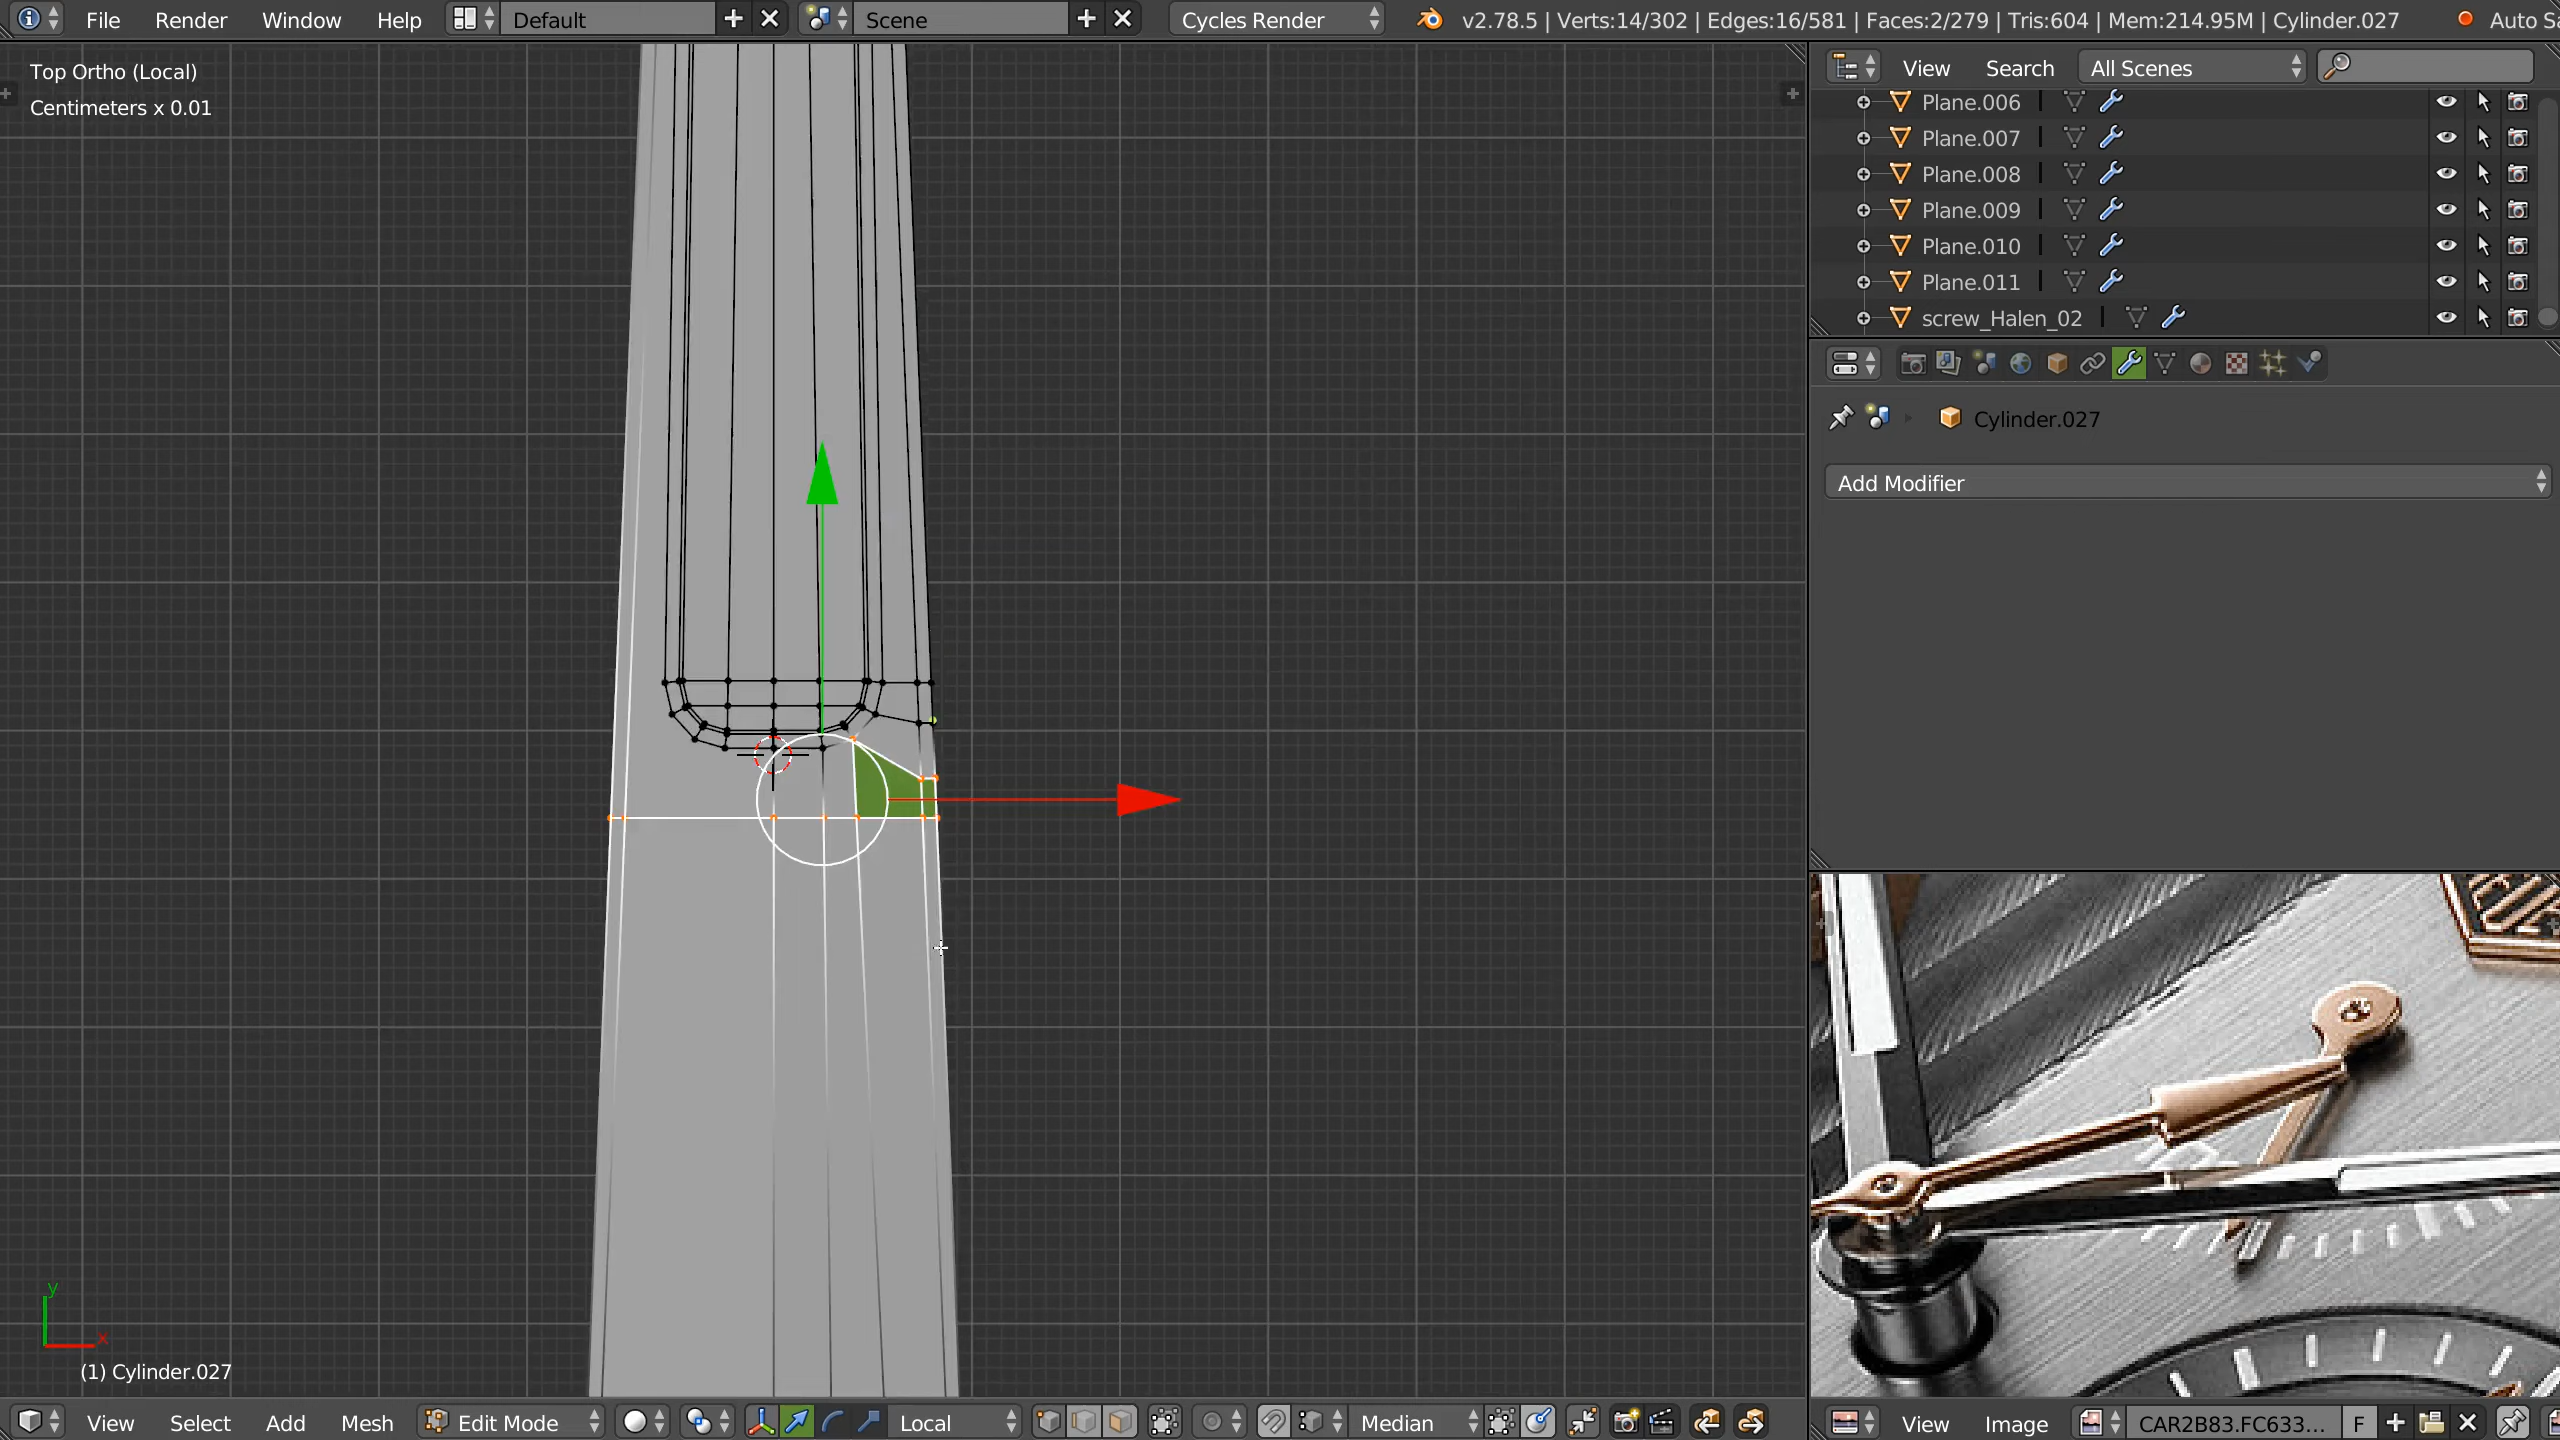 File Render Window Help Default Scene Cycles Render v2.78.5 | Verts:14/302 | Edges:16/581 | Faces:2/279 | Tris:604 | Mem:214.95M | Cylinder.027 Auto Sa
Top Ortho (Local)
Centimeters x 0.01
View Search All Scenes
Plane.006
Plane.007
Plane.008
Plane.009
Plane.010
Plane.011
screw_Halen_02
Cylinder.027
Add Modifier
y
x
(1) Cylinder.027
View Select Add Mesh Edit Mode Local Median
View Image CAR2B83.FC633... F